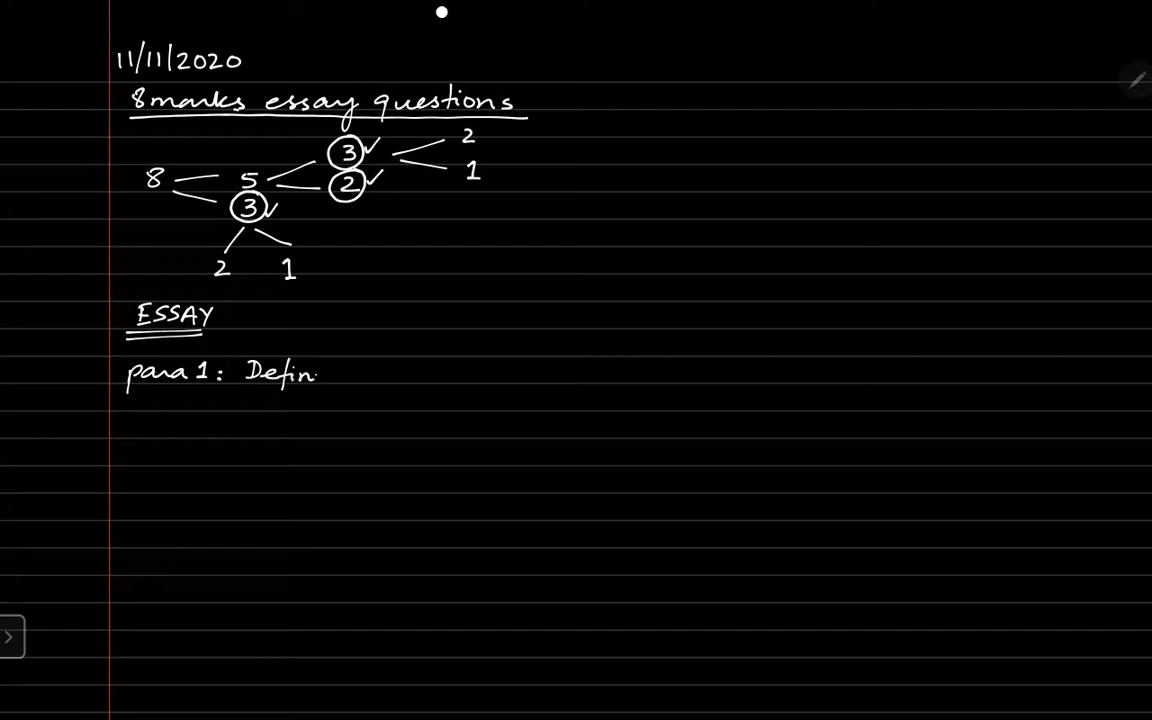 11/11/2020
8marks essay questions
3 2
8 5 2 1
3
2 1
ESSAY
para 1: Defin